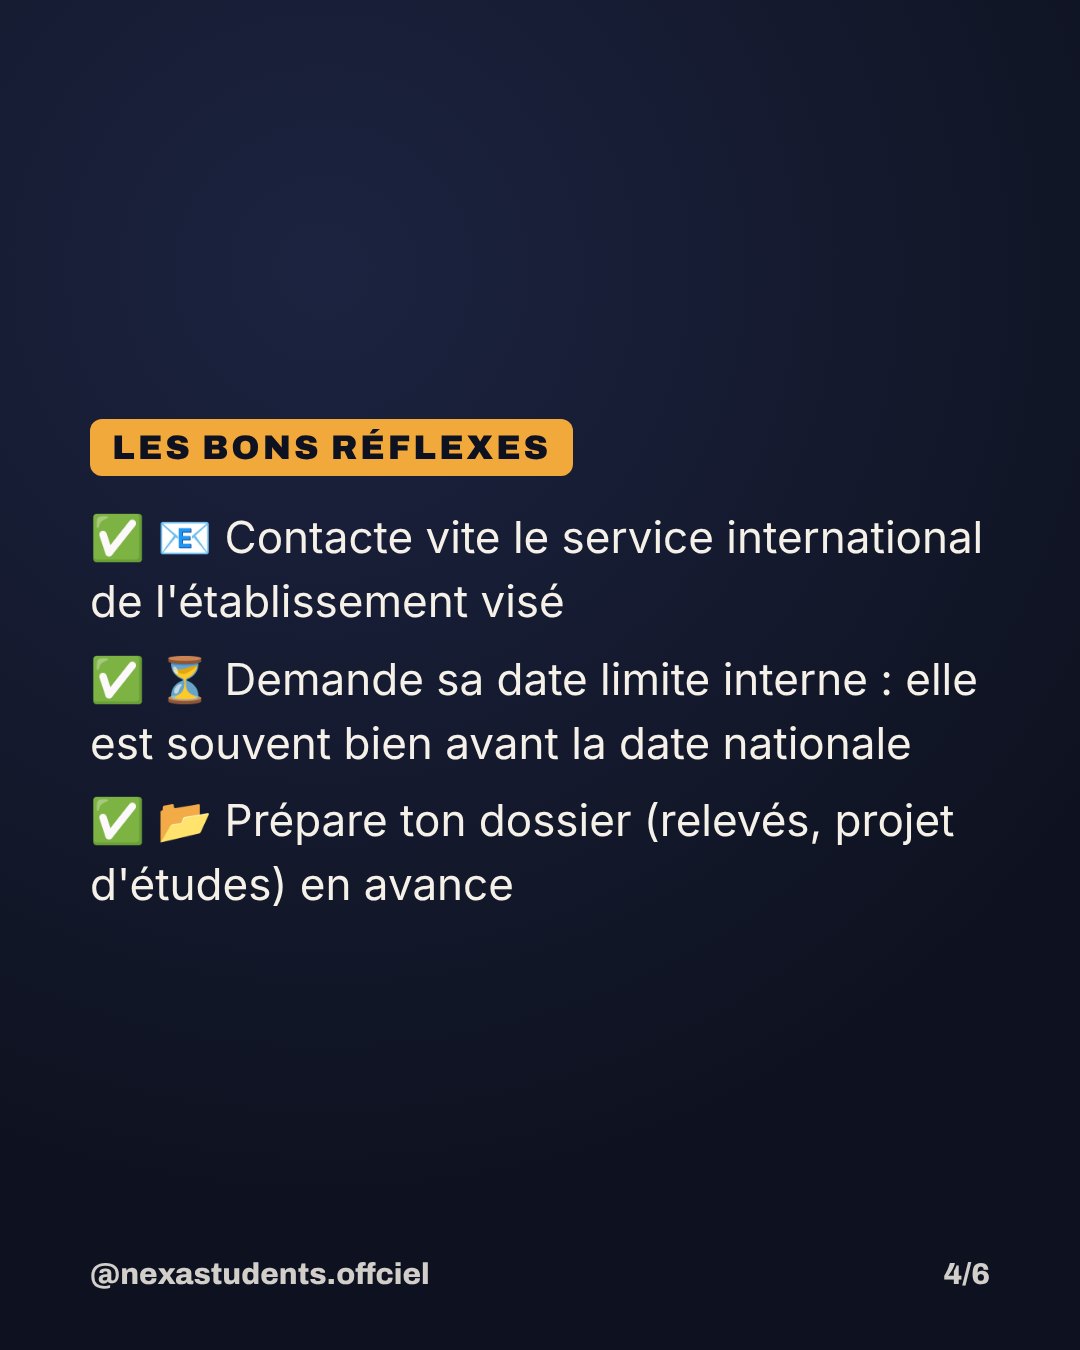 LES BONS RÉFLEXES
✅ 📧 Contacte vite le service international
de l'établissement visé
✅ ⏳ Demande sa date limite interne : elle
est souvent bien avant la date nationale
✅ 📂 Prépare ton dossier (relevés, projet
d'études) en avance
@nexastudents.offciel
4/6